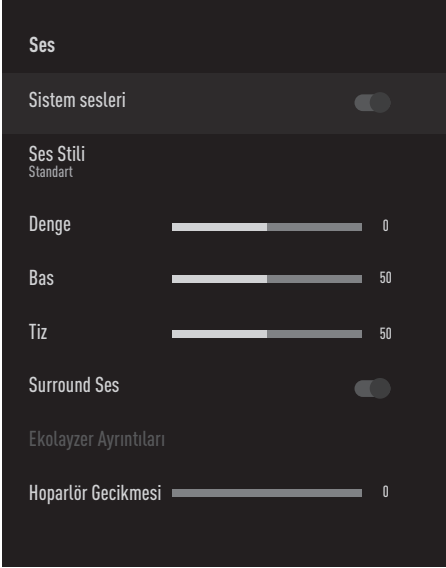 Ses
Sistem sesleri
Ses Stili
Standart
Denge 0
Bas 50
Tiz 50
Surround Ses
Ekolayzer Ayrıntıları
Hoparlör Gecikmesi 0